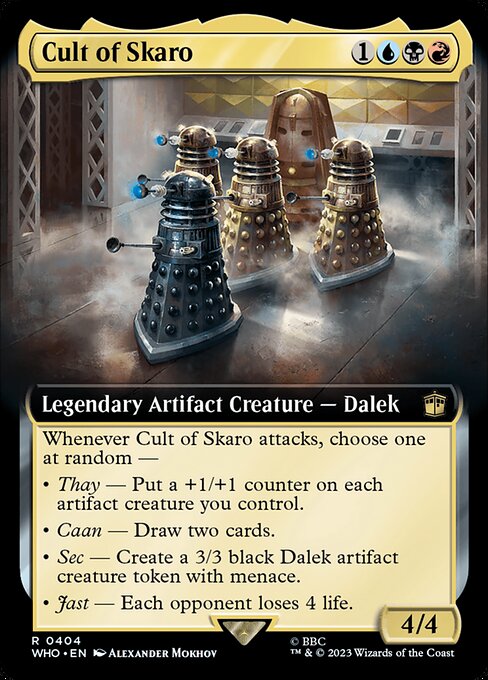 Cult of Skaro 1
Legendary Artifact Creature — Dalek
Whenever Cult of Skaro attacks, choose one
at random —
• Thay — Put a +1/+1 counter on each
artifact creature you control.
• Caan — Draw two cards.
• Sec — Create a 3/3 black Dalek artifact
creature token with menace.
• Jast — Each opponent loses 4 life.
4/4
R 0404
WHO • EN Alexander Mokhov
© BBC
™ & © 2023 Wizards of the Coast